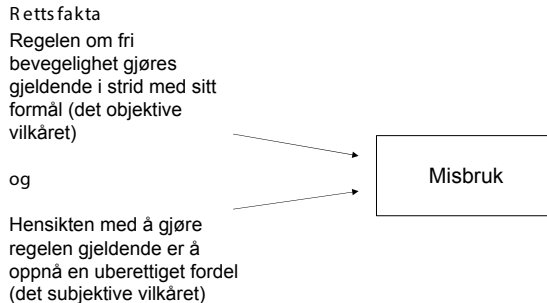 Rettsfakta
Regelen om fri
bevegelighet gjøres
gjeldende i strid med sitt
formål (det objektive
vilkåret)
og
Hensikten med å gjøre
regelen gjeldende er å
oppnå en uberettiget fordel
(det subjektive vilkåret)
Misbruk